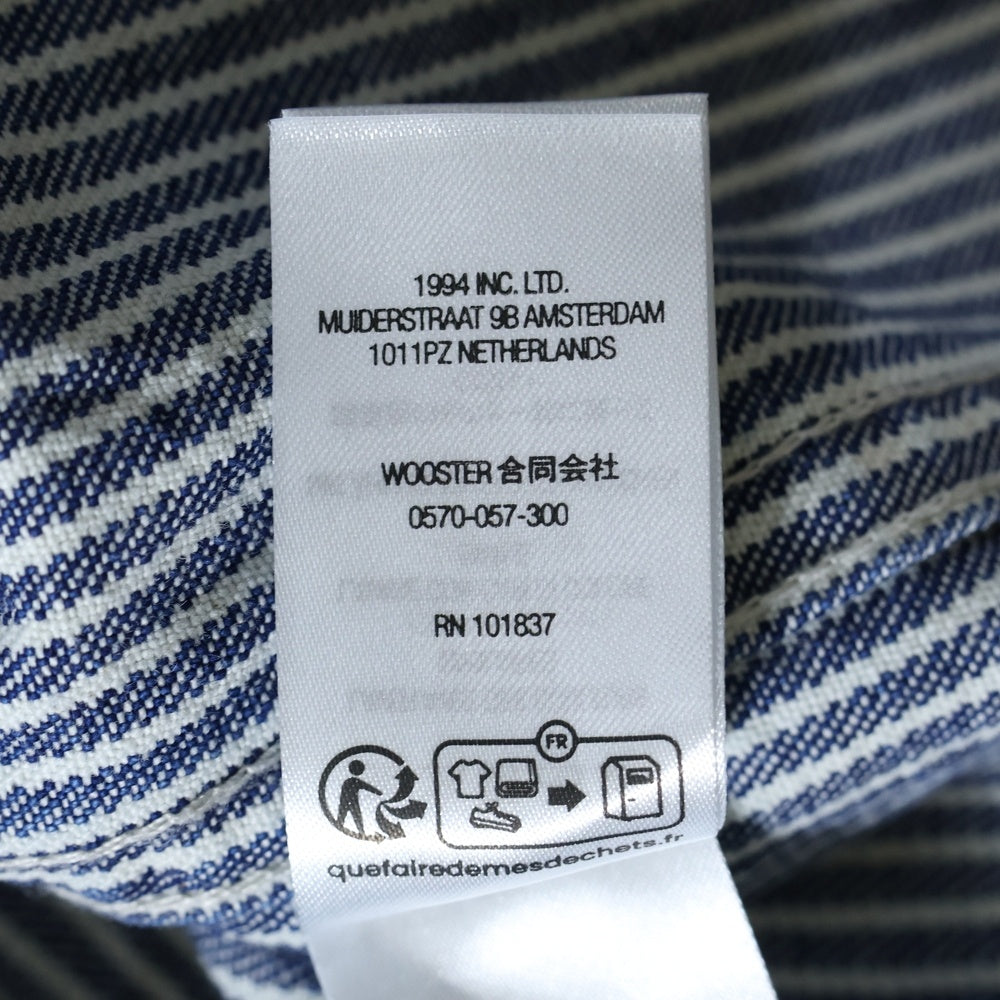 1994 INC. LTD.
MUIDERSTRAAT 9B AMSTERDAM
1011PZ NETHERLANDS
WOOSTER 合同会社
0570-057-300
RN 101837
FR
quefairedemesdechets.fr